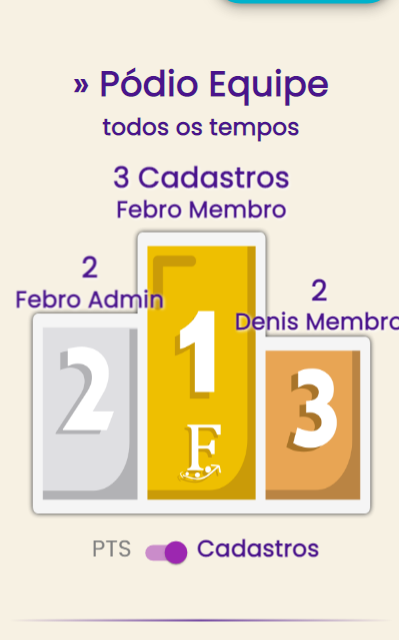 » Pódio Equipe
todos os tempos
3 Cadastros
Febro Membro
2
Febro Admin
2
Denis Membro
1
2
3
F
PTS Cadastros